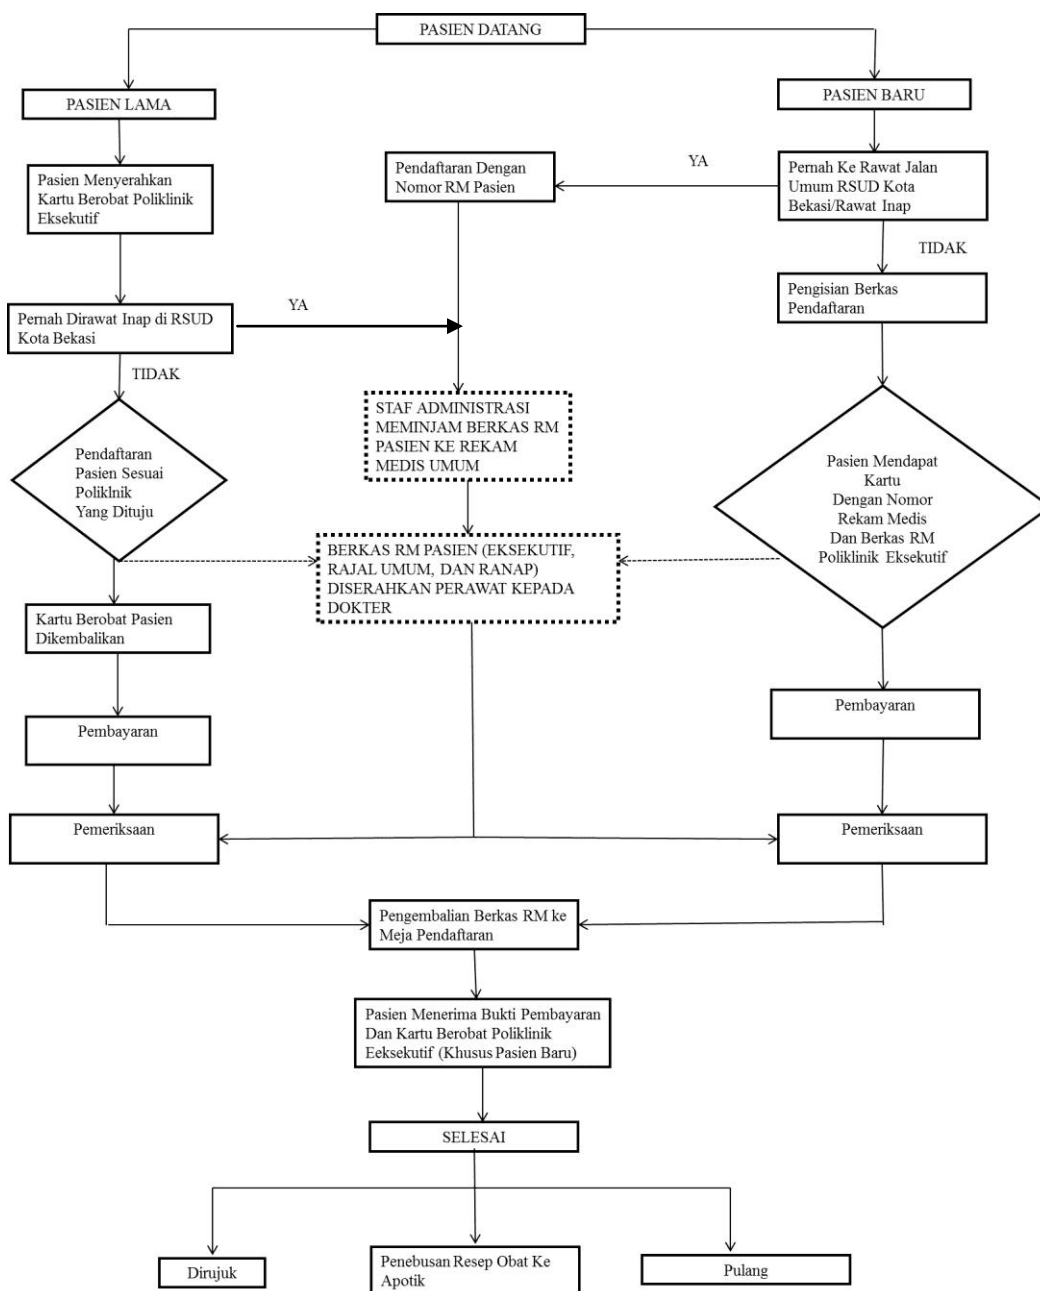 PASIEN DATANG
PASIEN LAMA
PASIEN BARU
Pendaftaran Dengan
Nomor RM Pasien
YA
Pernah Ke Rawat Jalan
Umum RSUD Kota
Bekasi/Rawat Inap
Pasien Menyerahkan
Kartu Berobat Poliklinik
Eksekutif
TIDAK
Pengisian Berkas
Pendaftaran
Pernah Dirawat Inap di RSUD
Kota Bekasi
YA
TIDAK
STAF ADMINISTRASI
MEMINJAM BERKAS RM
PASIEN KE REKAM
MEDIS UMUM
Pendaftaran
Pasien Sesuai
Poliklnik
Yang Dituju
Pasien Mendapat
Kartu
Dengan Nomor
Rekam Medis
Dan Berkas RM
Poliklinik Eksekutif
BERKAS RM PASIEN (EKSEKUTIF,
RAJAL UMUM, DAN RANAP)
DISERAHKAN PERAWAT KEPADA
DOKTER
Kartu Berobat Pasien
Dikembalikan
Pembayaran
Pembayaran
Pemeriksaan
Pemeriksaan
Pengembalian Berkas RM ke
Meja Pendaftaran
Pasien Menerima Bukti Pembayaran
Dan Kartu Berobat Poliklinik
Eeksekutif (Khusus Pasien Baru)
SELESAI
Dirujuk
Penebusan Resep Obat Ke
Apotik
Pulang